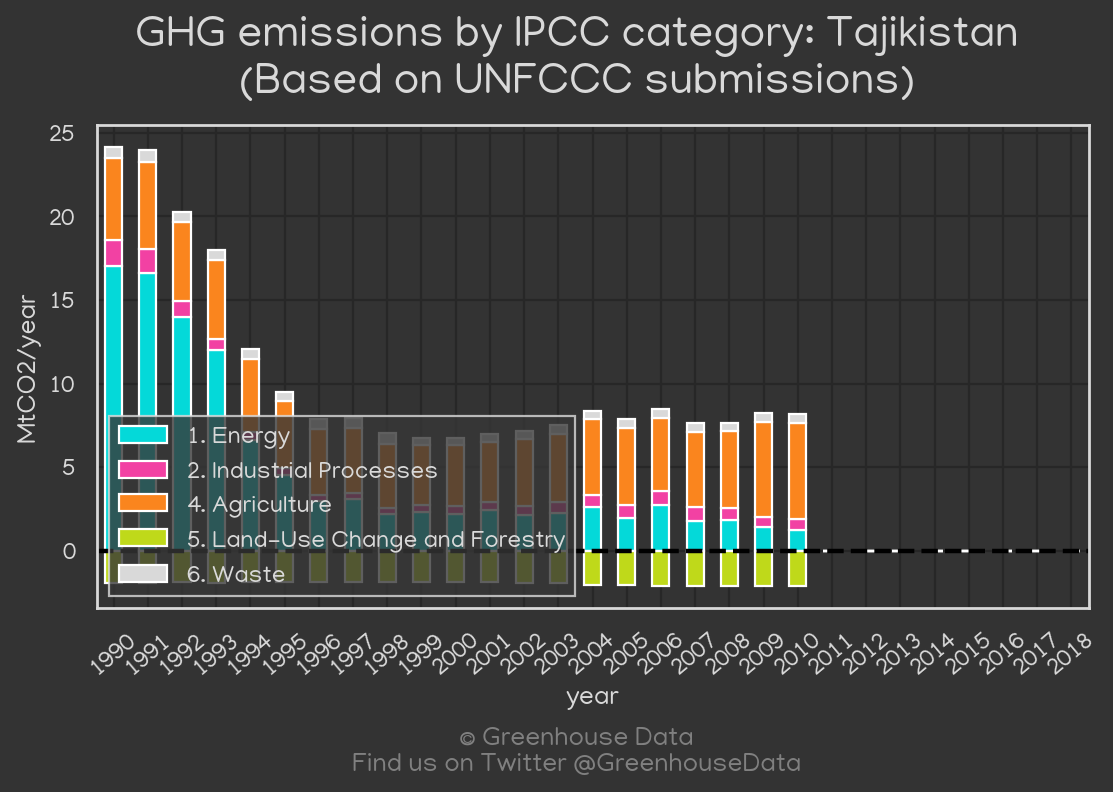 GHG emissions by IPCC category: Tajikistan
(Based on UNFCCC submissions)
25
20
15
10
5
0
MtCO2/year
1. Energy
2. Industrial Processes
4. Agriculture
5. Land-Use Change and Forestry
6. Waste
1990 1991 1992 1993 1994 1995 1996 1997 1998 1999 2000 2001 2002 2003 2004 2005 2006 2007 2008 2009 2010 2011 2012 2013 2014 2015 2016 2017 2018
year
© Greenhouse Data
Find us on Twitter @GreenhouseData